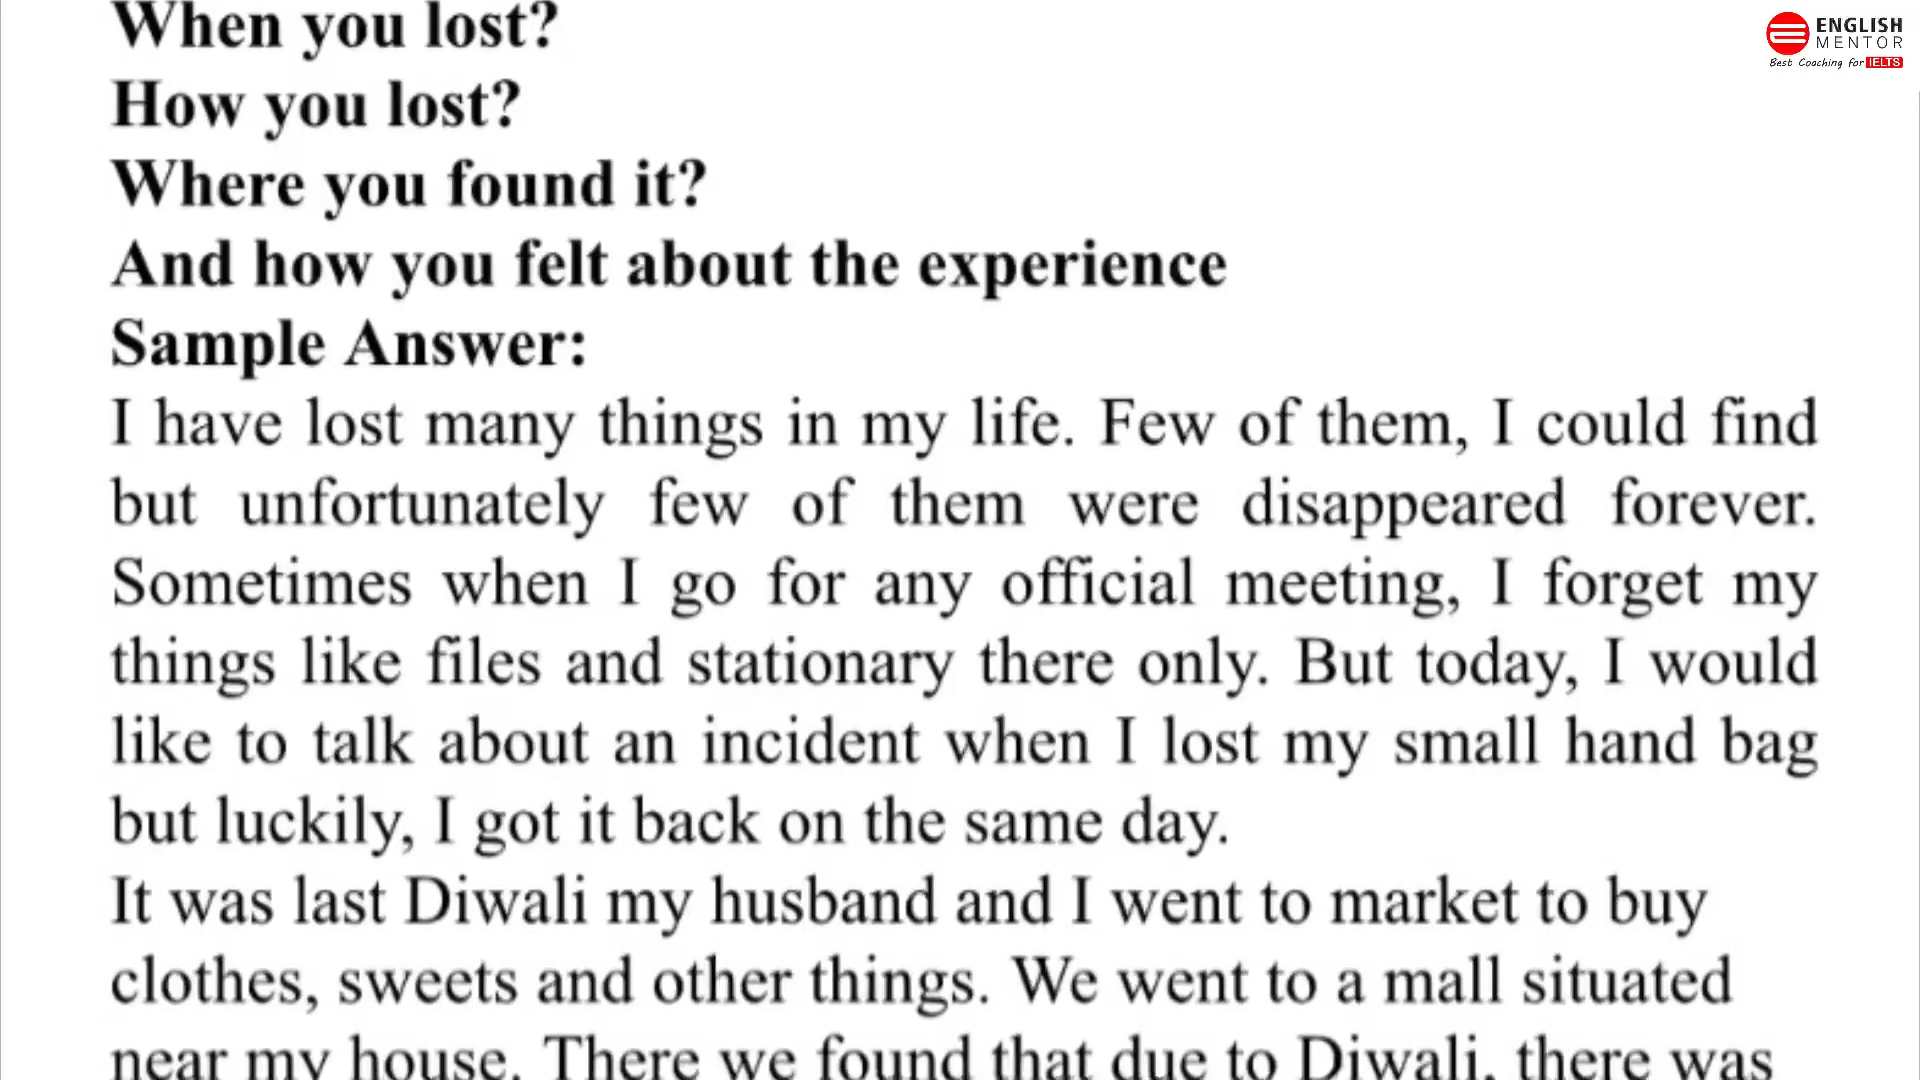 When you lost?
How you lost?
Where you found it?
And how you felt about the experience
Sample Answer:
I have lost many things in my life. Few of them, I could find
but unfortunately few of them were disappeared forever.
Sometimes when I go for any official meeting, I forget my
things like files and stationary there only. But today, I would
like to talk about an incident when I lost my small hand bag
but luckily, I got it back on the same day.
It was last Diwali my husband and I went to market to buy
clothes, sweets and other things. We went to a mall situated
near my house. There we found that due to Diwali, there was
ENGLISH
MENTOR
Best Coaching for IELTS